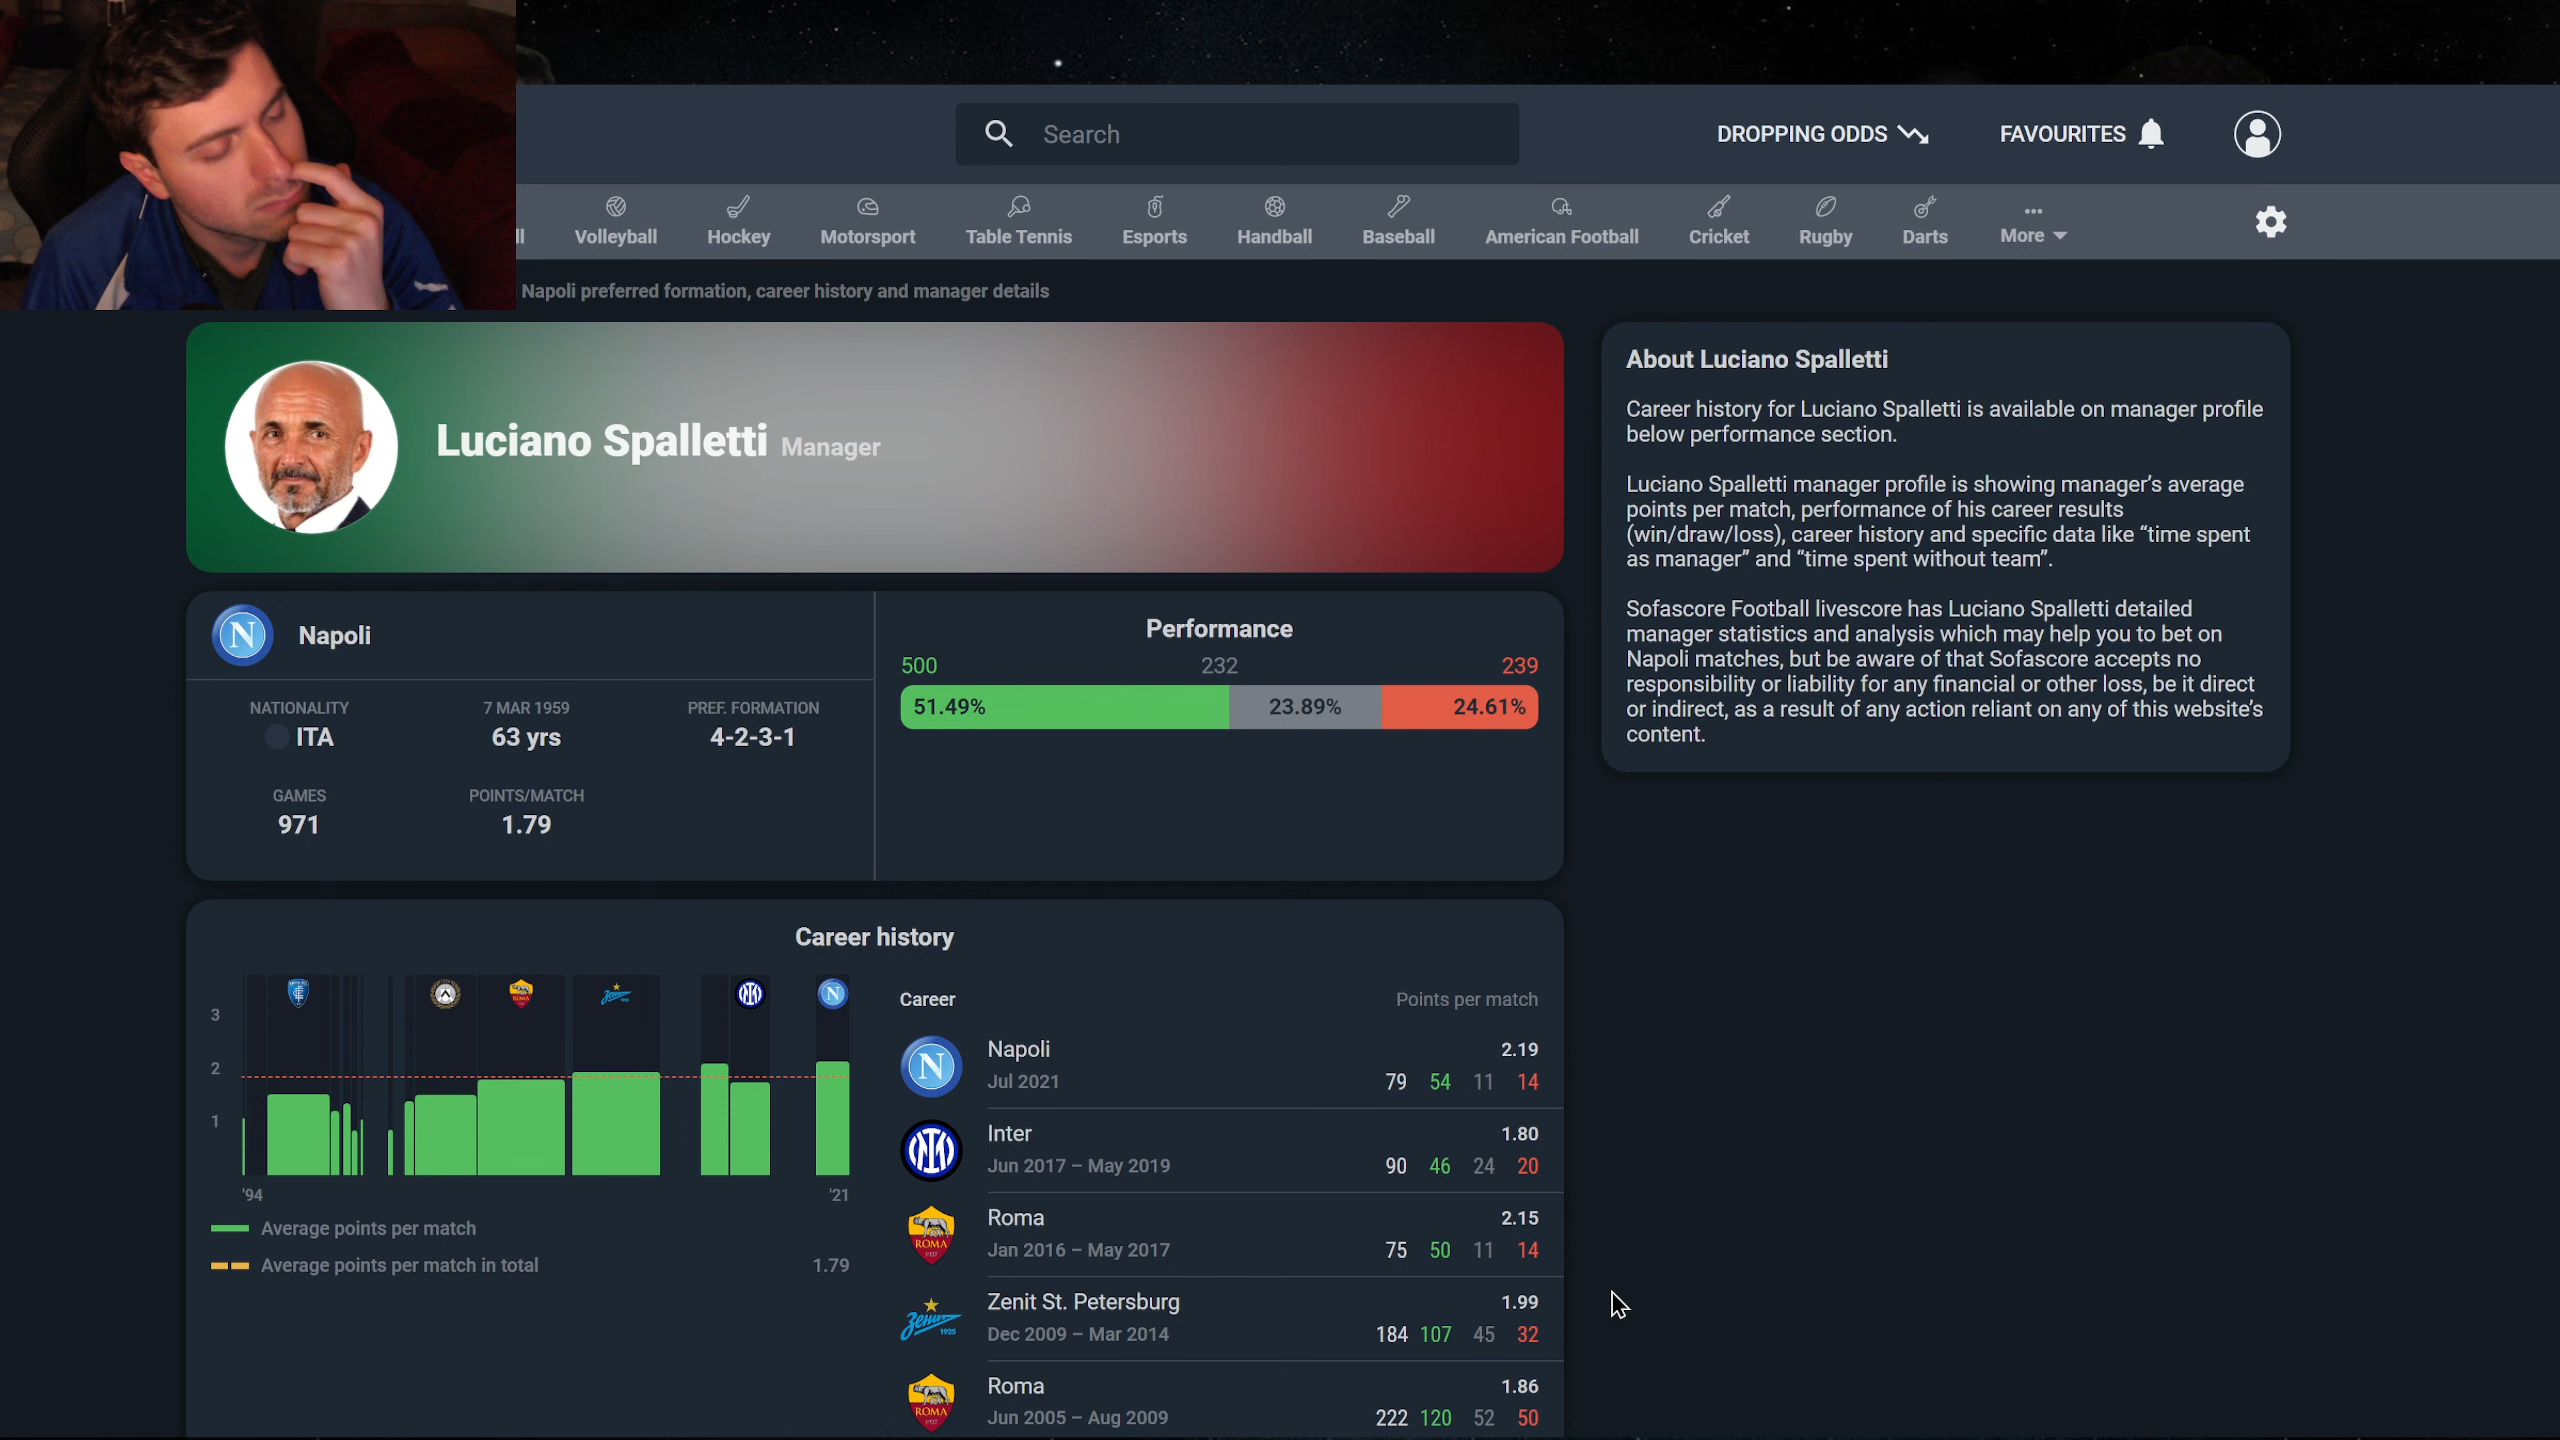 Search
DROPPING ODDS
FAVOURITES
ll
Volleyball
Hockey
Motorsport
Table Tennis
Esports
Handball
Baseball
American Football
Cricket
Rugby
Darts
More
Napoli preferred formation, career history and manager details
Luciano Spalletti Manager
N
Napoli
NATIONALITY
ITA
7 MAR 1959
63 yrs
PREF. FORMATION
4-2-3-1
GAMES
971
POINTS/MATCH
1.79
Performance
500 232 239
51.49% 23.89% 24.61%
About Luciano Spalletti
Career history for Luciano Spalletti is available on manager profile
below performance section.
Luciano Spalletti manager profile is showing manager's average
points per match, performance of his career results
(win/draw/loss), career history and specific data like “time spent
as manager” and “time spent without team”.
Sofascore Football livescore has Luciano Spalletti detailed
manager statistics and analysis which may help you to bet on
Napoli matches, but be aware of that Sofascore accepts no
responsibility or liability for any financial or other loss, be it direct
or indirect, as a result of any action reliant on any of this website's
content.
Career history
3
2
1
'94 '21
Average points per match
Average points per match in total 1.79
Career Points per match
N
Napoli 2.19
Jul 2021 79 54 11 14
Inter 1.80
Jun 2017 – May 2019 90 46 24 20
ROMA
1927
Roma 2.15
Jan 2016 – May 2017 75 50 11 14
Зенит
1925
Zenit St. Petersburg 1.99
Dec 2009 – Mar 2014 184 107 45 32
ROMA
1927
Roma 1.86
Jun 2005 – Aug 2009 222 120 52 50